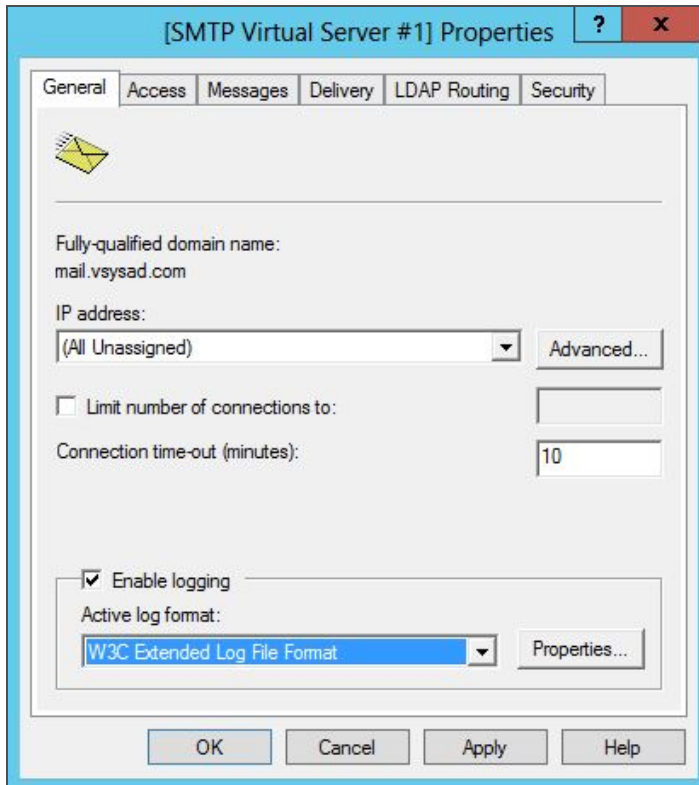 [SMTP Virtual Server #1] Properties
?
x
General Access Messages Delivery LDAP Routing Security
Fully-qualified domain name:
mail.vsysad.com
IP address:
(All Unassigned) Advanced...
Limit number of connections to:
Connection time-out (minutes): 10
Enable logging
Active log format:
W3C Extended Log File Format Properties...
OK Cancel Apply Help